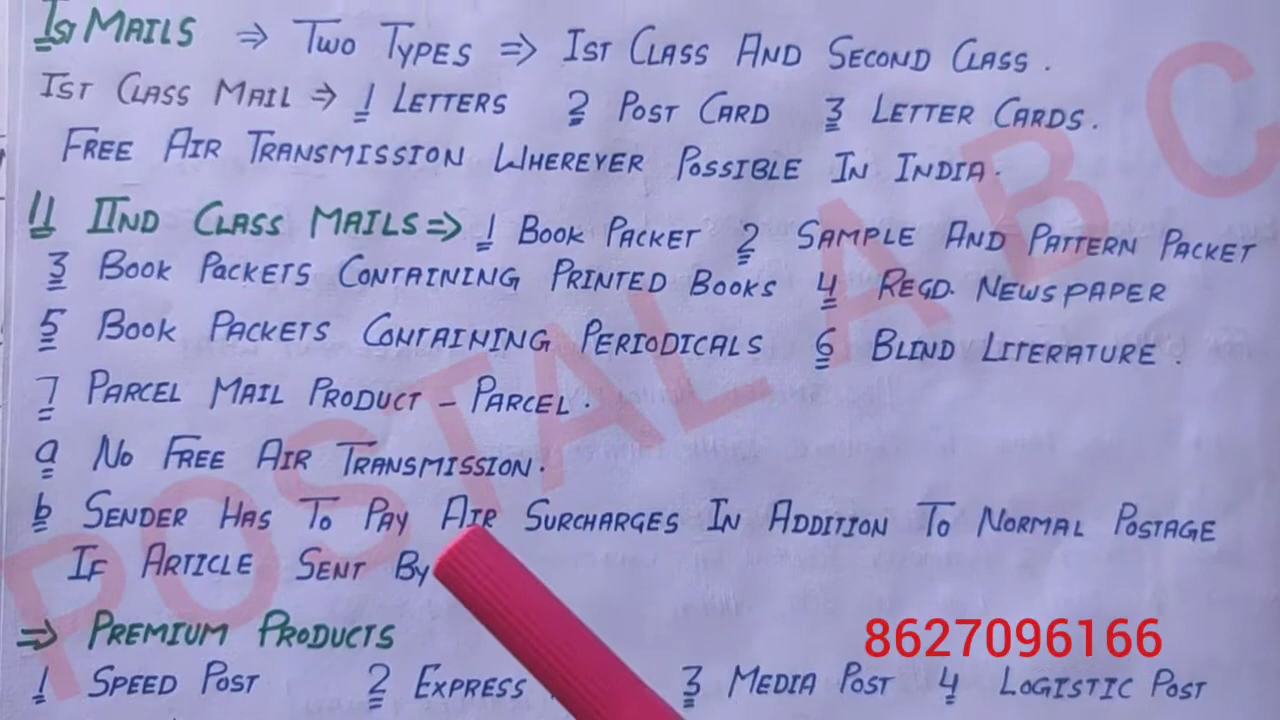 Ist MAILS ⇒ TWO TYPES ⇒ IST CLASS AND SECOND CLASS.
IST CLASS MAIL ⇒ 1 LETTERS 2 POST CARD 3 LETTER CARDS.
FREE AIR TRANSMISSION WHEREVER POSSIBLE IN INDIA.
11 IIND CLASS MAILS ⇒ 1 BOOK PACKET 2 SAMPLE AND PATTERN PACKET
3 BOOK PACKETS CONTAINING PRINTED BOOKS 4 REGD. NEWSPAPER
5 BOOK PACKETS CONTAINING PERIODICALS 6 BLIND LITERATURE.
7 PARCEL MAIL PRODUCT - PARCEL.
a NO FREE AIR TRANSMISSION.
b SENDER HAS TO PAY AIR SURCHARGES IN ADDITION TO NORMAL POSTAGE
IF ARTICLE SENT BY
⇒ PREMIUM PRODUCTS
8627096166
1 SPEED POST 2 EXPRESS 3 MEDIA POST 4 LOGISTIC POST
POSTAL A B C